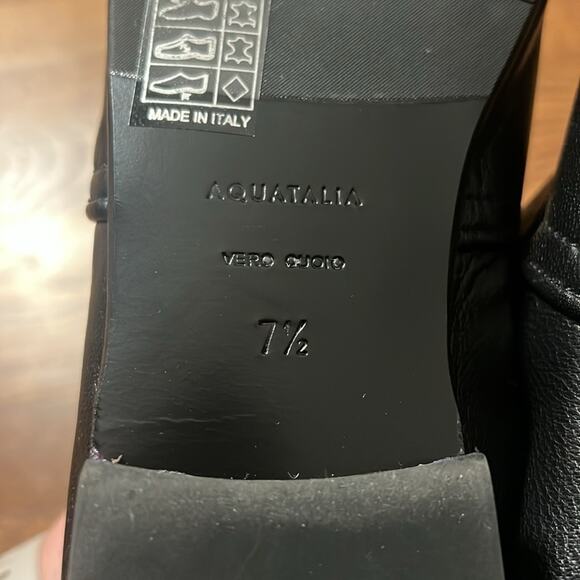 MADE IN ITALY
AQUATALIA
VERO CUOIO
7½